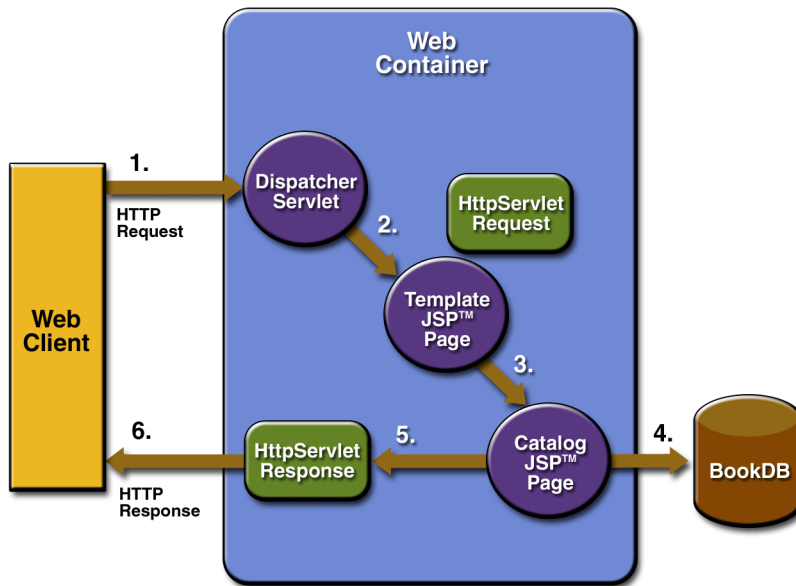 Web
Container
1.
Dispatcher
Servlet
HTTP
Request
2.
HttpServlet
Request
Template
JSP™
Page
Web
Client
3.
6.
HttpServlet
Response
5.
Catalog
JSP™
Page
4.
BookDB
HTTP
Response